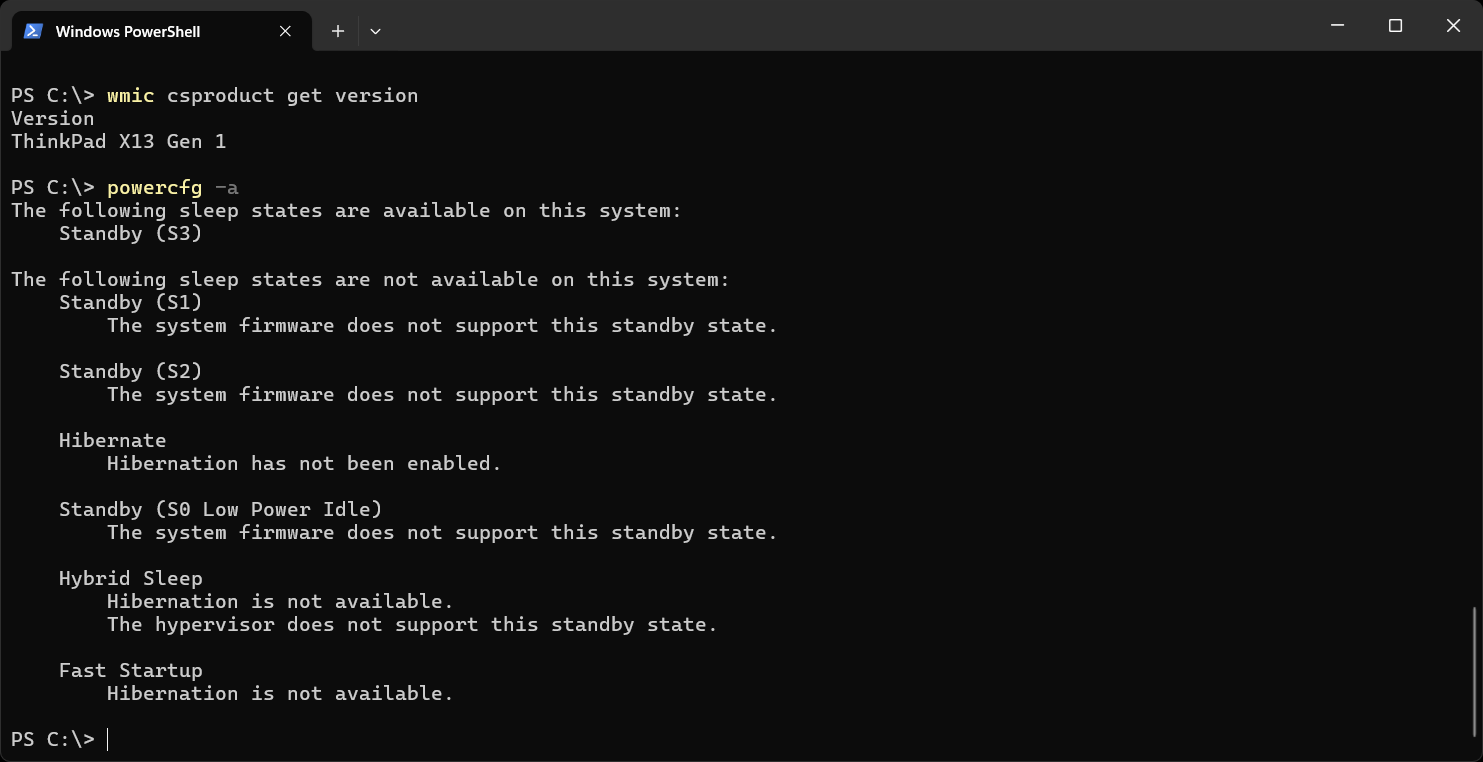 Windows PowerShell
PS C:\> wmic csproduct get version
Version
ThinkPad X13 Gen 1
PS C:\> powercfg -a
The following sleep states are available on this system:
    Standby (S3)
The following sleep states are not available on this system:
    Standby (S1)
        The system firmware does not support this standby state.
    Standby (S2)
        The system firmware does not support this standby state.
    Hibernate
        Hibernation has not been enabled.
    Standby (S0 Low Power Idle)
        The system firmware does not support this standby state.
    Hybrid Sleep
        Hibernation is not available.
        The hypervisor does not support this standby state.
    Fast Startup
        Hibernation is not available.
PS C:\>